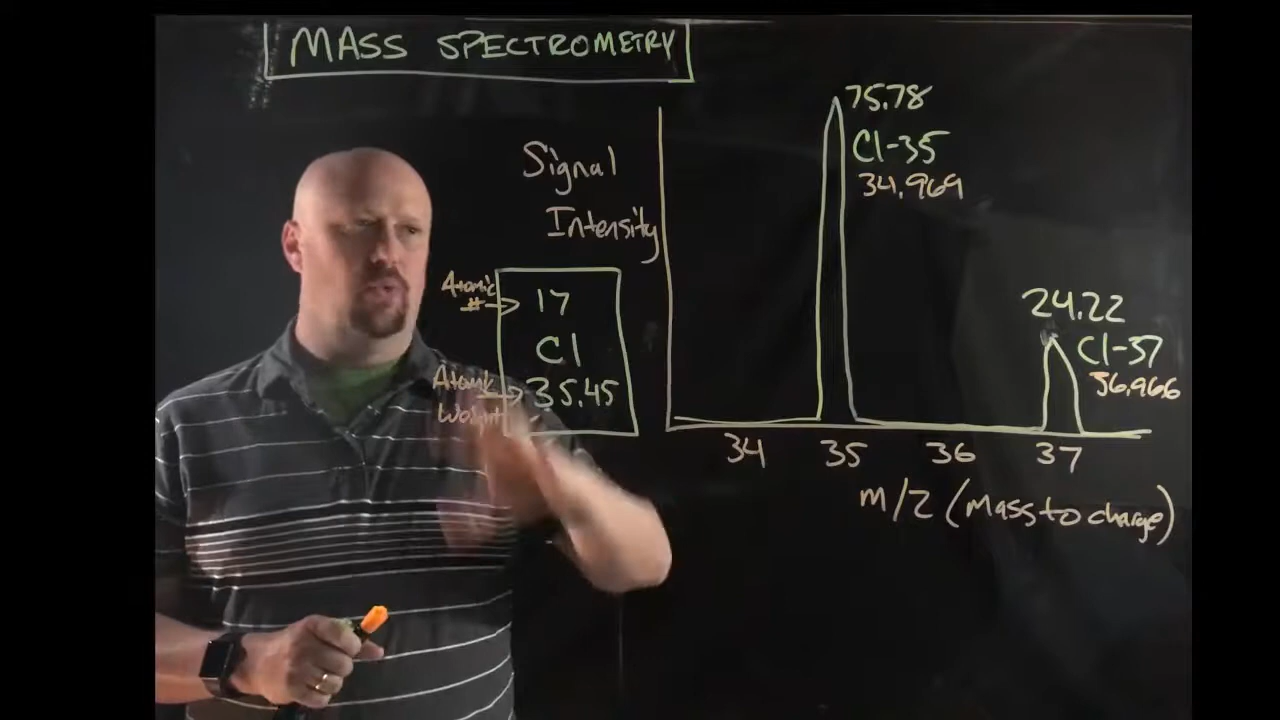 MASS SPECTROMETRY
Signal
Intensity
75.78
Cl-35
34.969
24.22
Cl-37
36.966
Atomic
#
17
Cl
Atomic
Weight
35.45
34 35 36 37
m/z (mass to charge)